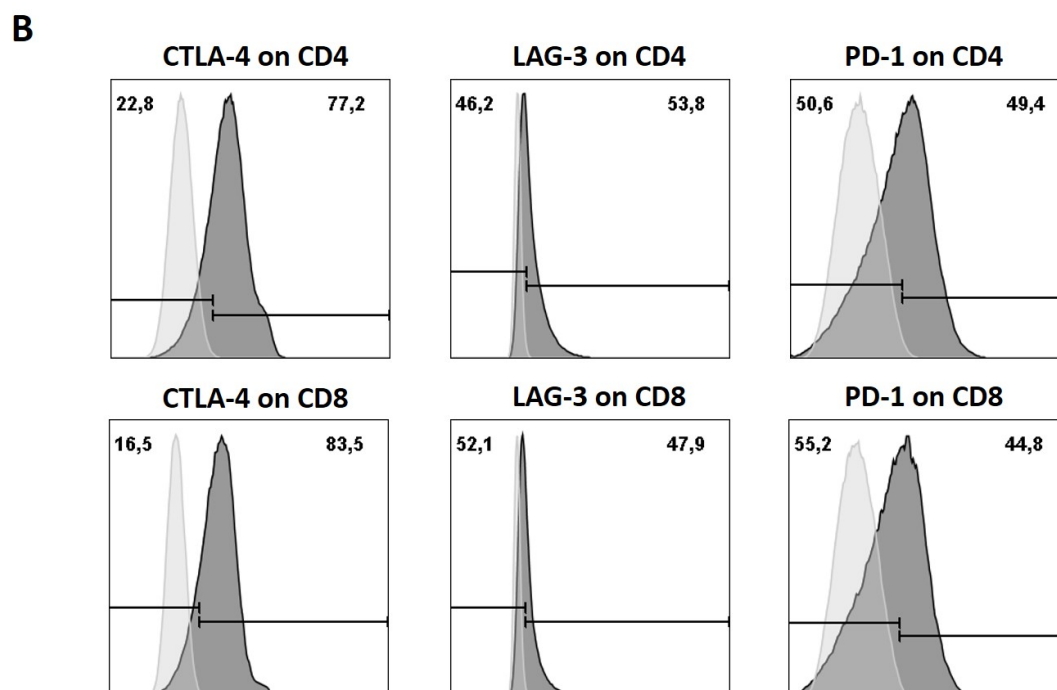 B
CTLA-4 on CD4
LAG-3 on CD4
PD-1 on CD4
22,8
77,2
46,2
53,8
50,6
49,4
CTLA-4 on CD8
LAG-3 on CD8
PD-1 on CD8
16,5
83,5
52,1
47,9
55,2
44,8